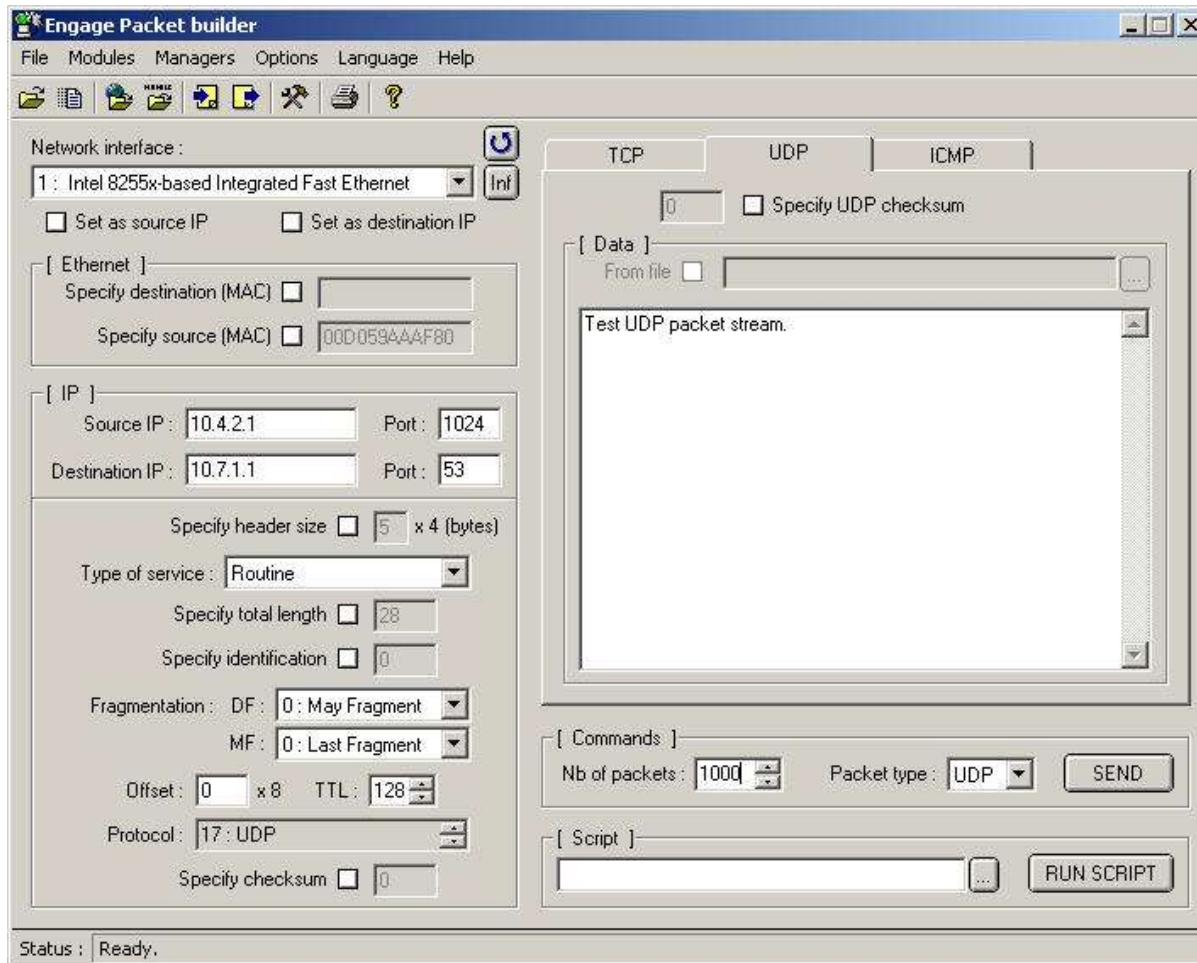 Engage Packet builder
File Modules Managers Options Language Help
Network interface :
1 : Intel 8255x-based Integrated Fast Ethernet
Inf
Set as source IP
Set as destination IP
[ Ethernet ]
Specify destination (MAC)
Specify source (MAC) 00D059AAAF80
[ IP ]
Source IP : 10.4.2.1 Port : 1024
Destination IP : 10.7.1.1 Port : 53
Specify header size 5 x 4 (bytes)
Type of service : Routine
Specify total length 28
Specify identification 0
Fragmentation : DF : 0 : May Fragment
MF : 0 : Last Fragment
Offset : 0 x 8 TTL : 128
Protocol : 17 : UDP
Specify checksum 0
TCP UDP ICMP
0 Specify UDP checksum
[ Data ]
From file ...
Test UDP packet stream.
[ Commands ]
Nb of packets : 1000 Packet type : UDP SEND
[ Script ]
... RUN SCRIPT
Status : Ready.